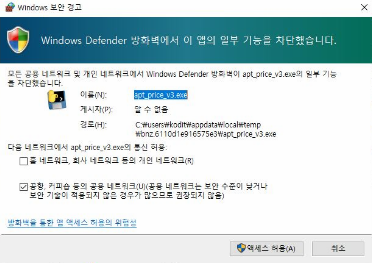 Windows 보안 경고
Windows Defender 방화벽에서 이 앱의 일부 기능을 차단했습니다.
모든 공용 네트워크 및 개인 네트워크에서 Windows Defender 방화벽이 apt_price_v3.exe의 일부 기능
을 차단했습니다.
이름(N): apt_price_v3.exe
게시자(P): 알 수 없음
경로(H): C:\users\kodit\appdata\local\temp
\bnz.6110d1e916575e3\apt_price_v3.exe
다음 네트워크에서 apt_price_v3.exe의 통신 허용:
홈 네트워크, 회사 네트워크 등의 개인 네트워크(R)
공항, 커피숍 등의 공용 네트워크(U)(공용 네트워크는 보안 수준이 낮거나
보안 기술이 적용되지 않은 경우가 많으므로 권장되지 않음)
방화벽을 통한 앱 액세스 허용의 위험성
액세스 허용(A) 취소